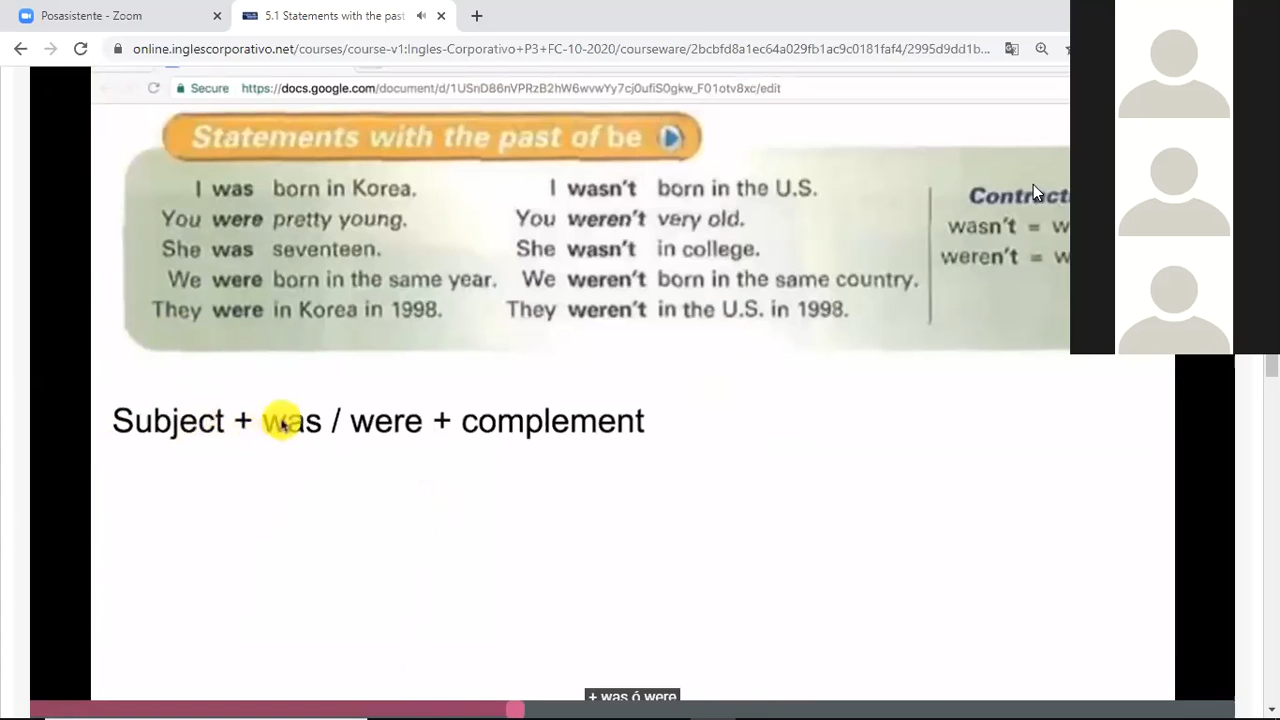 Posasistente - Zoom
5.1 Statements with the past
online.inglescorporativo.net/courses/course-v1:Ingles-Corporativo+P3+FC-10-2020/courseware/2bcbfd8a1ec64a029fb1ac9c0181faf4/2995d9dd1b...
Secure https://docs.google.com/document/d/1USnD86nVPRzB2hW6wvwYy7cj0ufiS0gkw_F01otv8xc/edit
Statements with the past of be
I was born in Korea. I wasn't born in the U.S.
You were pretty young. You weren't very old.
She was seventeen. She wasn't in college.
We were born in the same year. We weren't born in the same country.
They were in Korea in 1998. They weren't in the U.S. in 1998.
Contract
wasn't = w
weren't = w
Subject + was / were + complement
+ was ó were